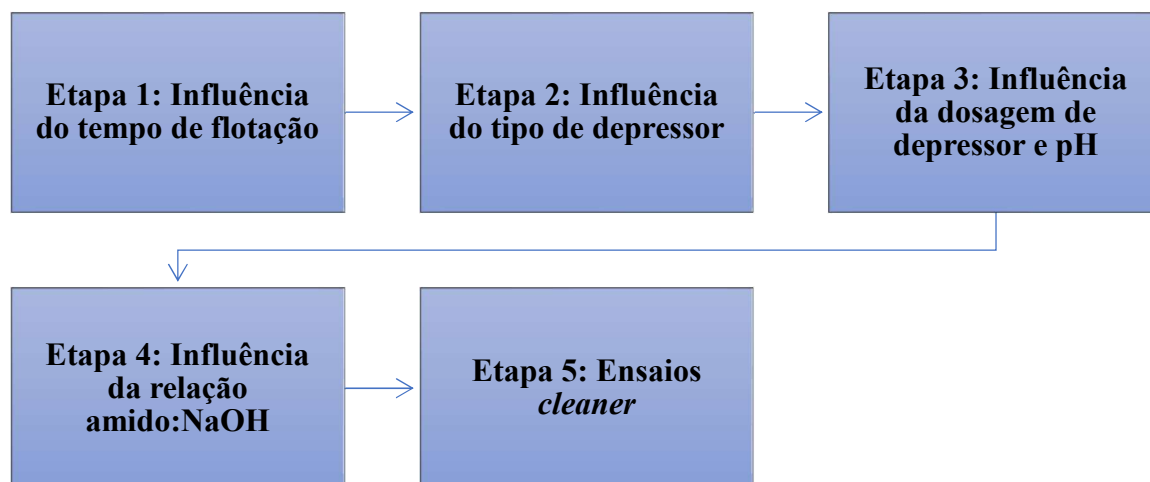 Etapa 1: Influência
do tempo de flotação
Etapa 2: Influência
do tipo de depressor
Etapa 3: Influência
da dosagem de
depressor e pH
Etapa 4: Influência
da relação
amido:NaOH
Etapa 5: Ensaios
cleaner